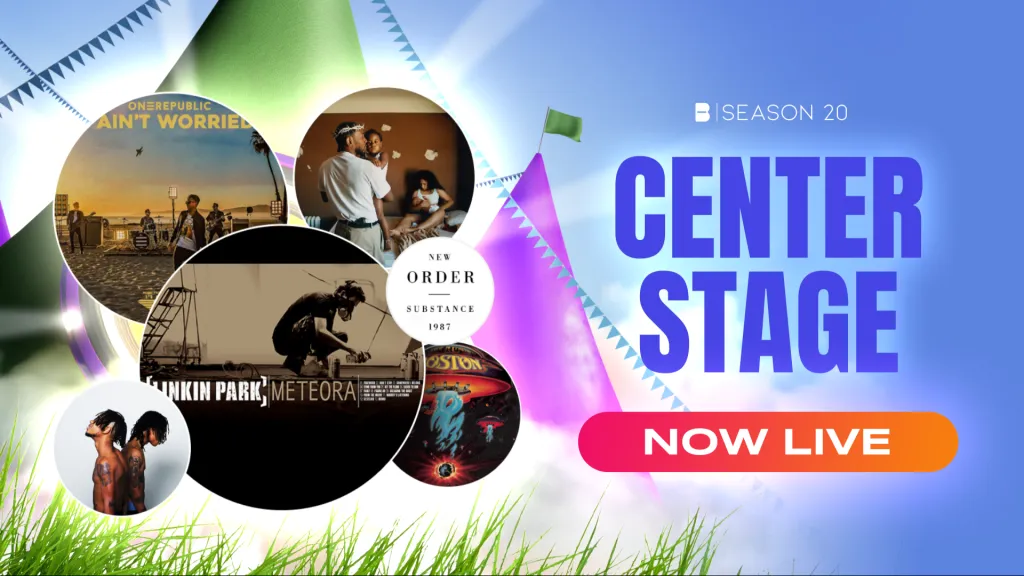 B | SEASON 20
CENTER
STAGE
NOW LIVE
ONEREPUBLIC
AIN'T WORRIED
NEW
ORDER
SUBSTANCE
1987
[LINKIN PARK] METEORA
BOSTON